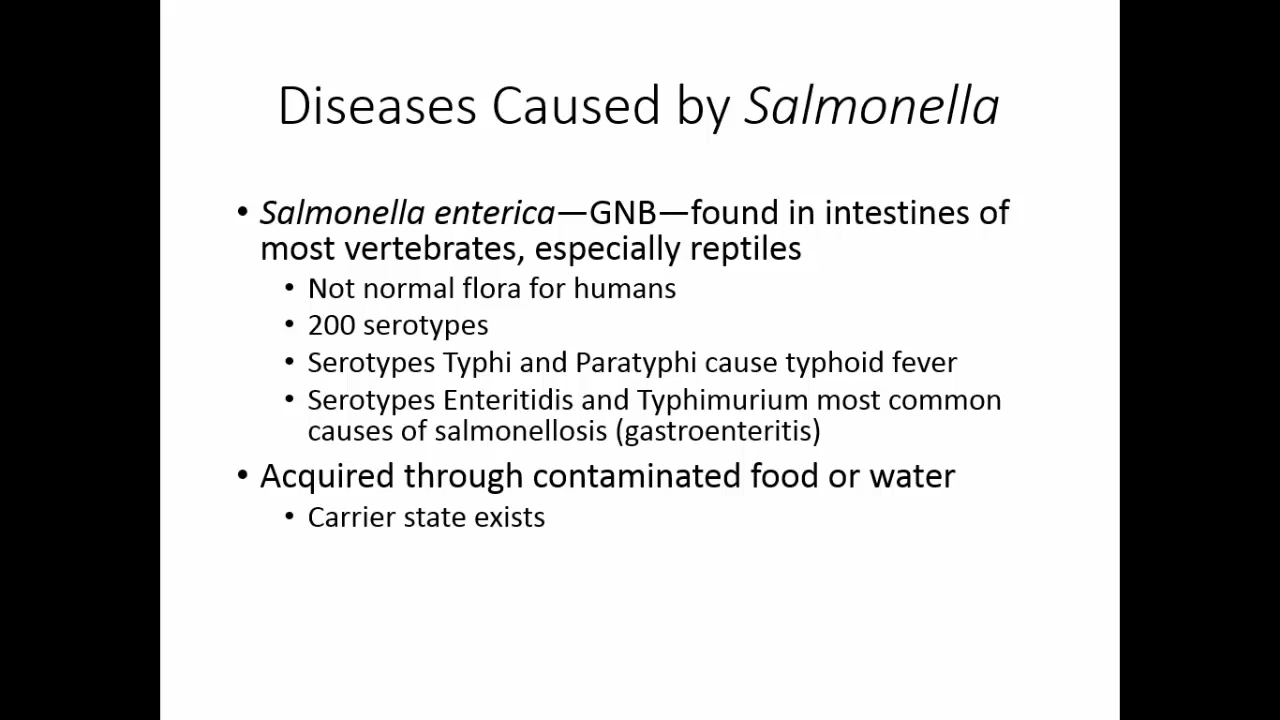 Diseases Caused by Salmonella
• Salmonella enterica—GNB—found in intestines of
most vertebrates, especially reptiles
• Not normal flora for humans
• 200 serotypes
• Serotypes Typhi and Paratyphi cause typhoid fever
• Serotypes Enteritidis and Typhimurium most common
causes of salmonellosis (gastroenteritis)
• Acquired through contaminated food or water
• Carrier state exists